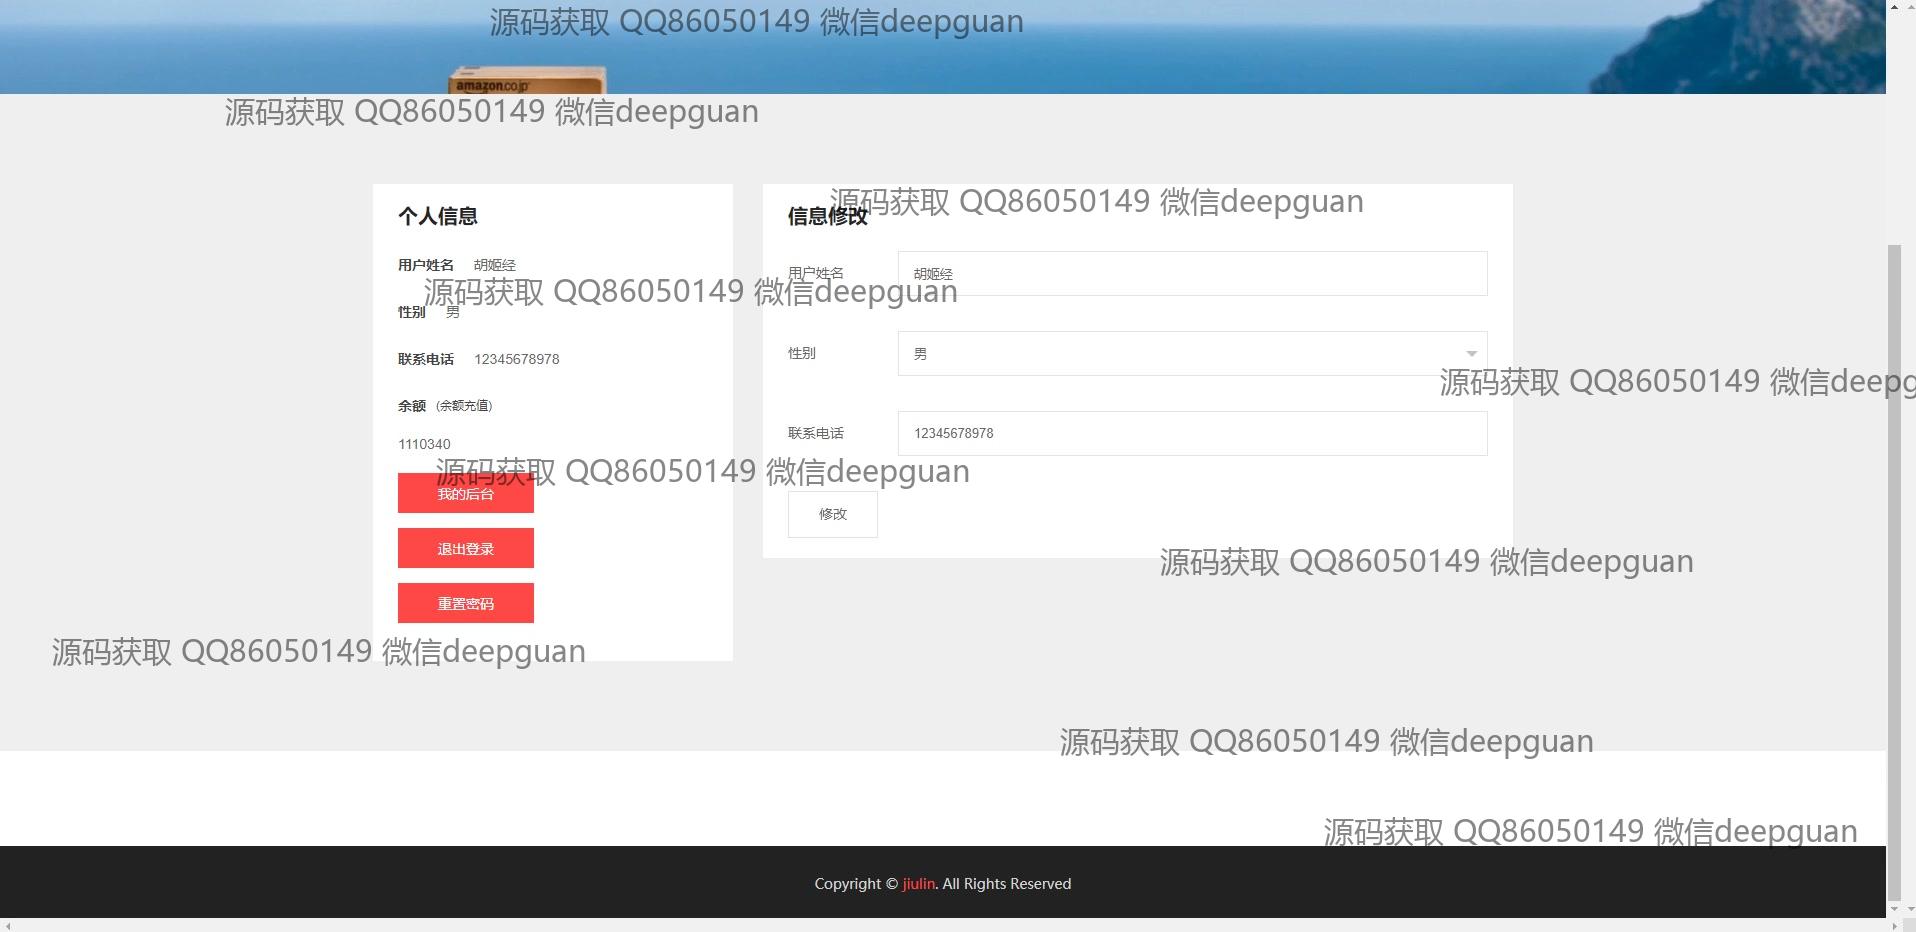 源码获取 QQ86050149 微信deepguan
amazon.co.jp
源码获取 QQ86050149 微信deepguan
个人信息
用户姓名 胡姬经
性别 男
联系电话 12345678978
余额 (余额充值)
1110340
我的后台
退出登录
重置密码
源码获取 QQ86050149 微信deepguan
信息修改
用户姓名 胡姬经
源码获取 QQ86050149 微信deepguan
性别 男
源码获取 QQ86050149 微信deepg
联系电话 12345678978
源码获取 QQ86050149 微信deepguan
修改
源码获取 QQ86050149 微信deepguan
源码获取 QQ86050149 微信deepguan
源码获取 QQ86050149 微信deepguan
源码获取 QQ86050149 微信deepguan
Copyright © jiulin. All Rights Reserved